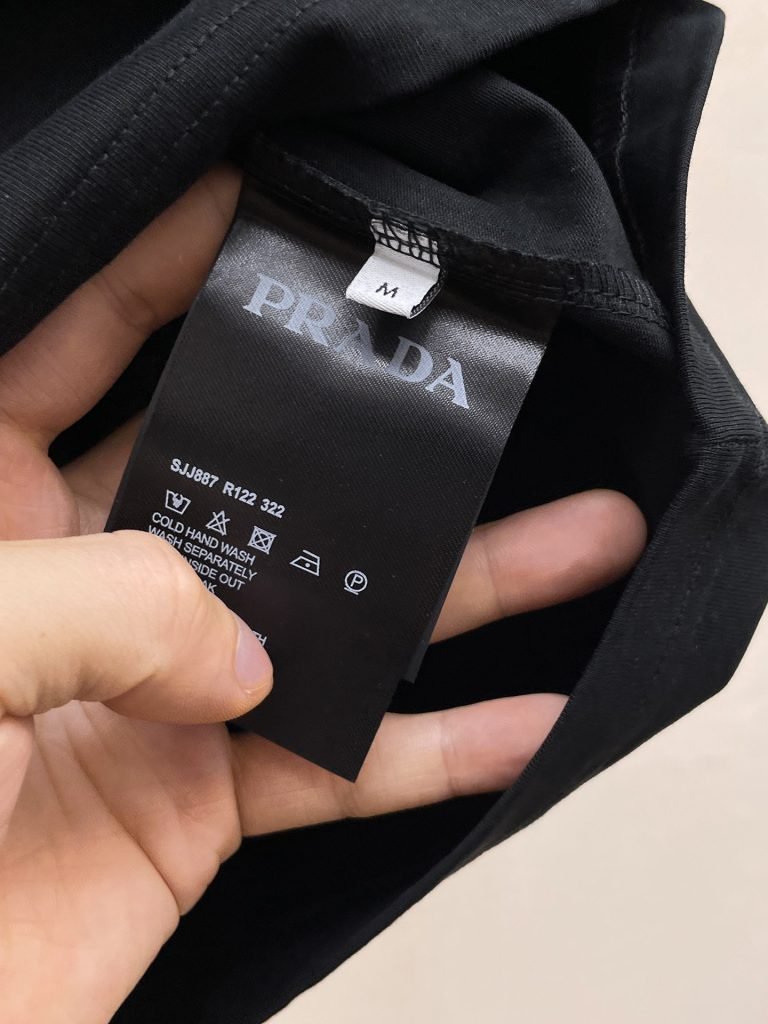 M
PRADA
SJJ887 R122 322
P
COLD HAND WASH
WASH SEPARATELY
INSIDE OUT